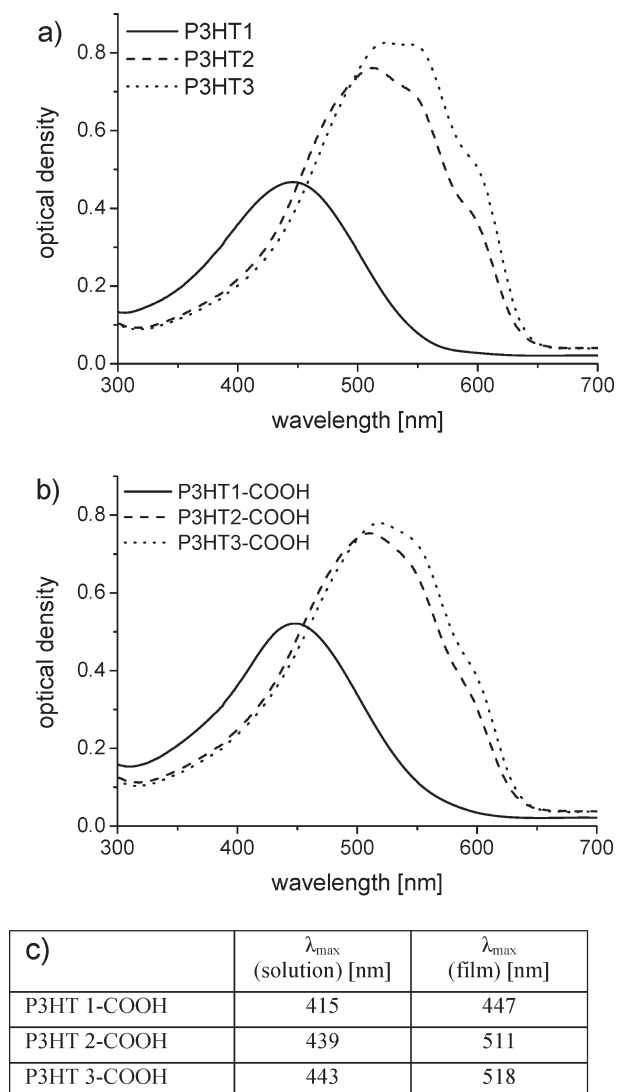 a)
P3HT1
P3HT2
P3HT3
optical density
0.8
0.6
0.4
0.2
0.0
300 400 500 600 700
wavelength [nm]
b)
P3HT1-COOH
P3HT2-COOH
P3HT3-COOH
optical density
0.8
0.6
0.4
0.2
0.0
300 400 500 600 700
wavelength [nm]
c) λmax (solution) [nm] λmax (film) [nm]
P3HT 1-COOH 415 447
P3HT 2-COOH 439 511
P3HT 3-COOH 443 518